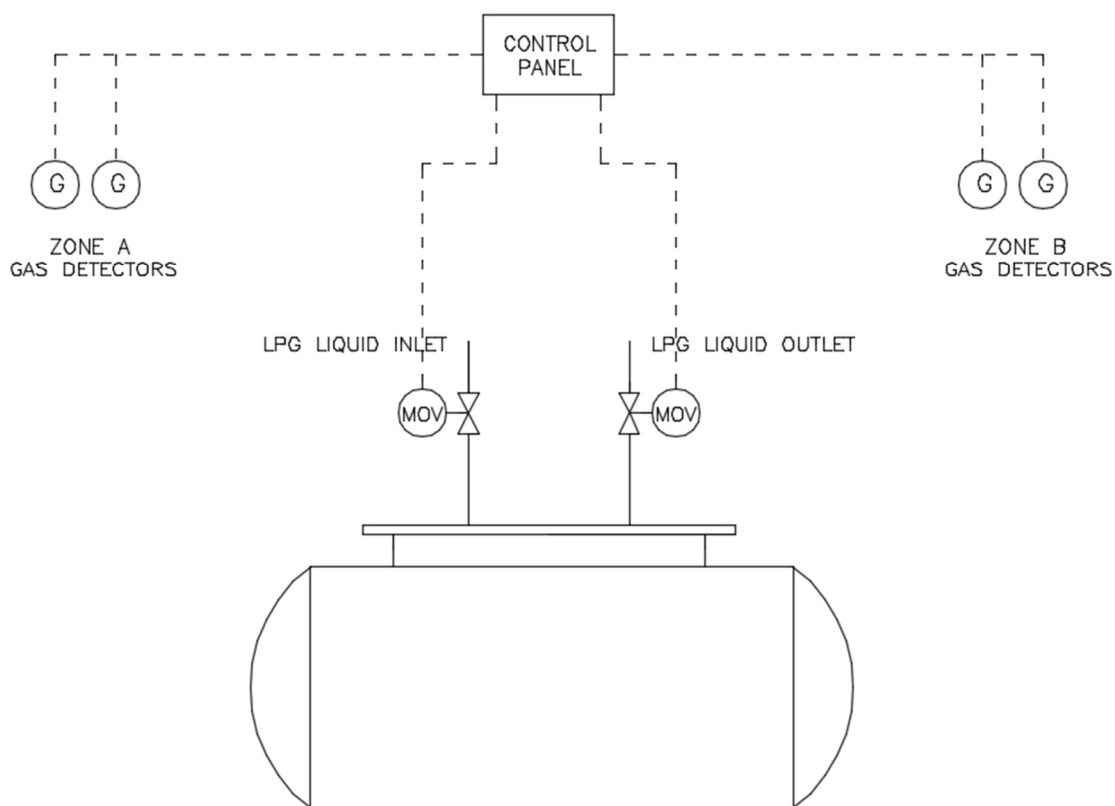 CONTROL
PANEL
G G
G G
ZONE A
GAS DETECTORS
ZONE B
GAS DETECTORS
LPG LIQUID INLET
LPG LIQUID OUTLET
MOV
MOV